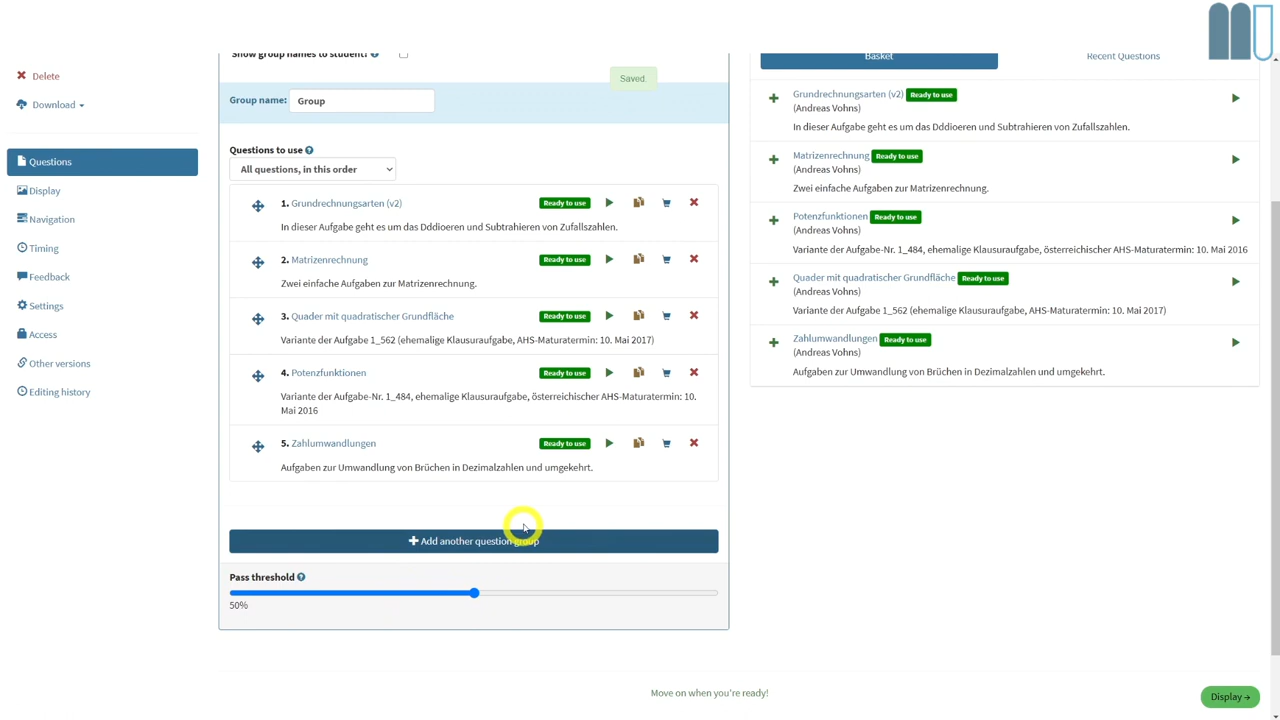 Show group names to student?
Basket
Recent Questions
Delete
Download
Saved.
Group name: Group
Questions
Display
Navigation
Timing
Feedback
Settings
Access
Other versions
Editing history
Questions to use
All questions, in this order
1. Grundrechnungsarten (v2) Ready to use
In dieser Aufgabe geht es um das Dddioeren und Subtrahieren von Zufallszahlen.
2. Matrizenrechnung Ready to use
Zwei einfache Aufgaben zur Matrizenrechnung.
3. Quader mit quadratischer Grundfläche Ready to use
Variante der Aufgabe 1_562 (ehemalige Klausuraufgabe, AHS-Maturatermin: 10. Mai 2017)
4. Potenzfunktionen Ready to use
Variante der Aufgabe-Nr. 1_484, ehemalige Klausuraufgabe, österreichischer AHS-Maturatermin: 10.
Mai 2016
5. Zahlumwandlungen Ready to use
Aufgaben zur Umwandlung von Brüchen in Dezimalzahlen und umgekehrt.
Add another question group
Pass threshold
50%
Grundrechnungsarten (v2) Ready to use
(Andreas Vohns)
In dieser Aufgabe geht es um das Dddioeren und Subtrahieren von Zufallszahlen.
Matrizenrechnung Ready to use
(Andreas Vohns)
Zwei einfache Aufgaben zur Matrizenrechnung.
Potenzfunktionen Ready to use
(Andreas Vohns)
Variante der Aufgabe-Nr. 1_484, ehemalige Klausuraufgabe, österreichischer AHS-Maturatermin: 10. Mai 2016
Quader mit quadratischer Grundfläche Ready to use
(Andreas Vohns)
Variante der Aufgabe 1_562 (ehemalige Klausuraufgabe, AHS-Maturatermin: 10. Mai 2017)
Zahlumwandlungen Ready to use
(Andreas Vohns)
Aufgaben zur Umwandlung von Brüchen in Dezimalzahlen und umgekehrt.
Move on when you're ready!
Display →